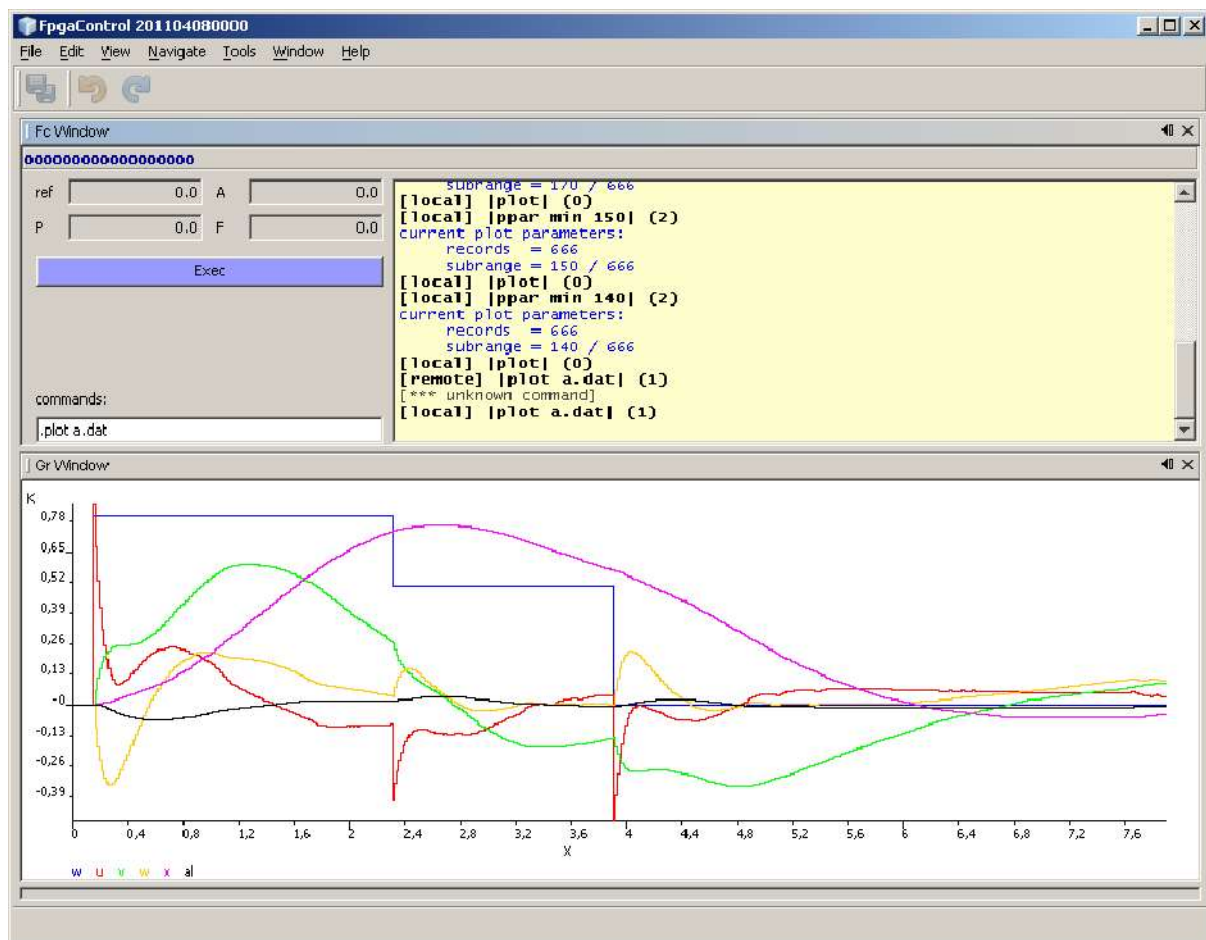 FpgaControl 201104080000
File Edit View Navigate Tools Window Help
Fc Window
000000000000000000
ref 0.0 A 0.0
P 0.0 F 0.0
Exec
commands:
.plot a.dat
subrange = 170 / 666
[local] |plot| (0)
[local] |ppar min 150| (2)
current plot parameters:
records = 666
subrange = 150 / 666
[local] |plot| (0)
[local] |ppar min 140| (2)
current plot parameters:
records = 666
subrange = 140 / 666
[local] |plot| (0)
[remote] |plot a.dat| (1)
[*** unknown command]
[local] |plot a.dat| (1)
Gr Window
K
0,78
0,65
0,52
0,39
0,26
0,13
-0
-0,13
-0,26
-0,39
0 0,4 0,8 1,2 1,6 2 2,4 2,8 3,2 3,6 4 4,4 4,8 5,2 5,6 6 6,4 6,8 7,2 7,6
X
w u v w x al